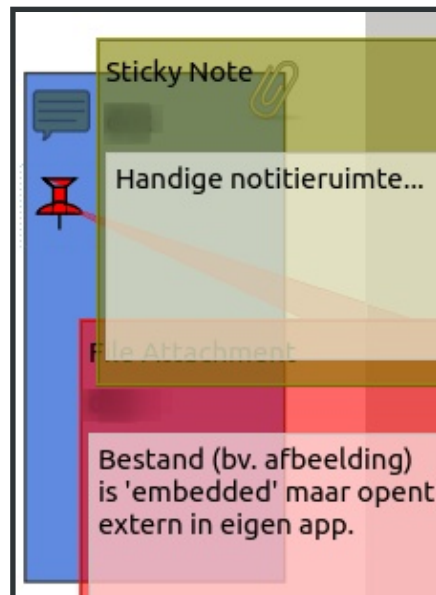 Sticky Note
Handige notitieruimte...
File Attachment
Bestand (bv. afbeelding)
is 'embedded' maar opent
extern in eigen app.